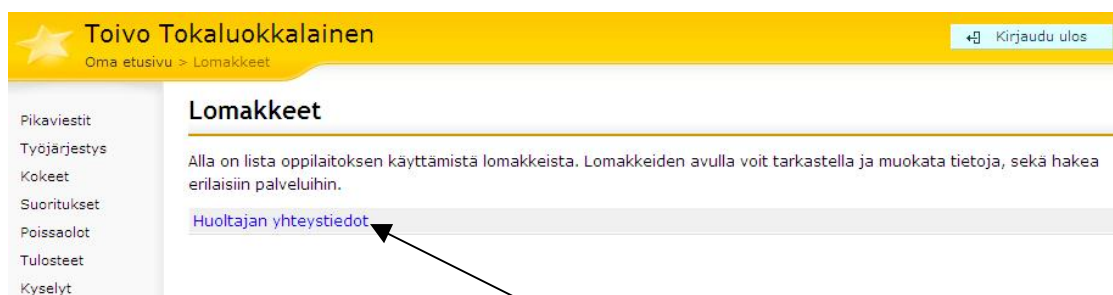 Toivo Tokaluokkalainen
Kirjaudu ulos
Oma etusivu > Lomakkeet
Lomakkeet
Pikaviestit
Työjärjestys
Kokeet
Suoritukset
Poissaolot
Tulosteet
Kyselyt
Alla on lista oppilaitoksen käyttämistä lomakkeista. Lomakkeiden avulla voit tarkastella ja muokata tietoja, sekä hakea
erilaisiin palveluihin.
Huoltajan yhteystiedot